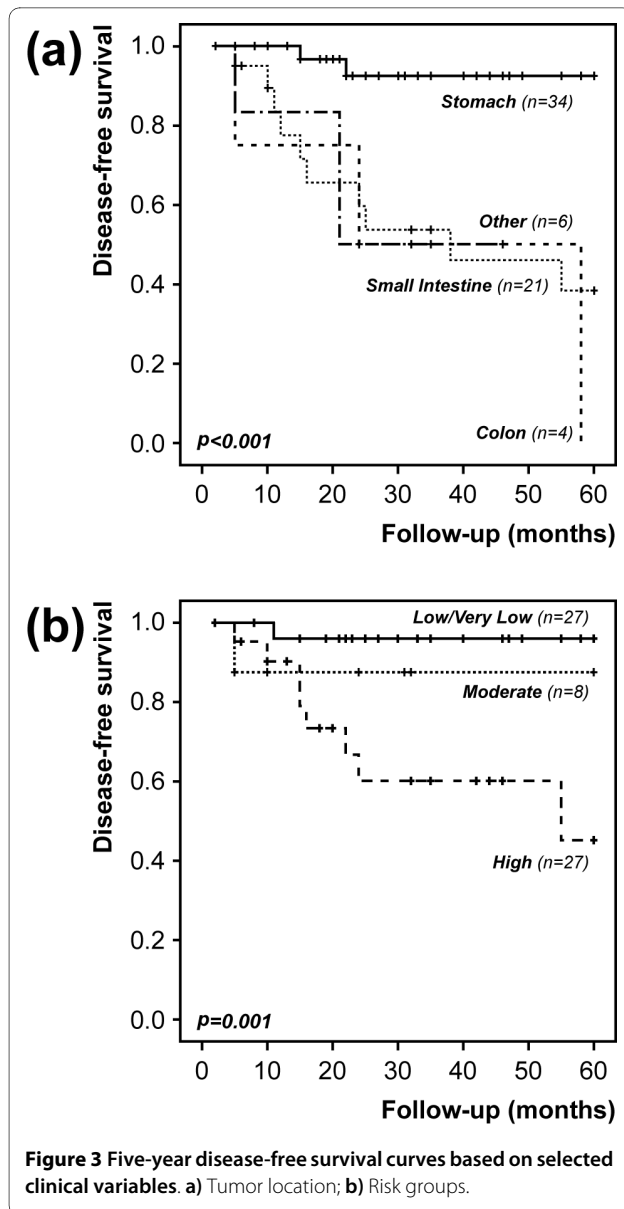 (a)
Disease-free survival
1.0
0.8
0.6
0.4
0.2
0.0
Stomach (n=34)
Other (n=6)
Small Intestine (n=21)
Colon (n=4)
p<0.001
0 10 20 30 40 50 60
Follow-up (months)
(b)
Disease-free survival
1.0
0.8
0.6
0.4
0.2
0.0
Low/Very Low (n=27)
Moderate (n=8)
High (n=27)
p=0.001
0 10 20 30 40 50 60
Follow-up (months)
Figure 3 Five-year disease-free survival curves based on selected
clinical variables. a) Tumor location; b) Risk groups.